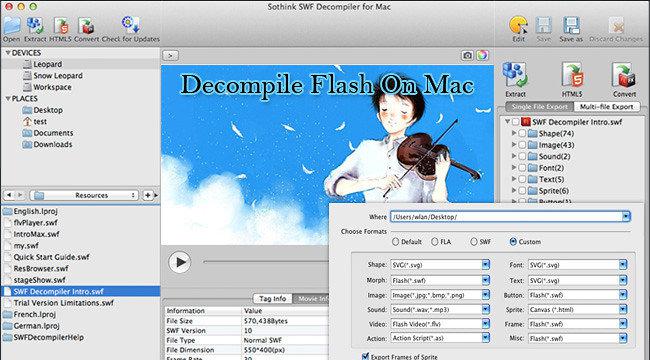 Sothink SWF Decompiler for Mac
Open Extract HTML5 Convert Check for Updates
Edit Save Save as Discard Changes
DEVICES
Leopard
Snow Leopard
Workspace
PLACES
Desktop
test
Documents
Downloads
Resources
English.lproj
flvPlayer.swf
IntroMax.swf
my.swf
Quick Start Guide.swf
ResBrowser.swf
stageShow.swf
SWF Decompiler Intro.swf
Trial Version Limitations.swf
French.lproj
German.lproj
SWFDecompilerHelp
Decompile Flash On Mac
Tag Info Movie Info
Information Value
File Size 570,438Bytes
SWF Version 10
File Type Normal SWF
File Dimension 550*400(px)
Frame Rate 30
Extract HTML5 Convert
Single File Export Multi-file Export
SWF Decompiler Intro.swf
Shape(74)
Image(43)
Sound(2)
Font(2)
Text(5)
Sprite(6)
Button(1)
Where /Users/wlan/Desktop/
Choose Formats
Default FLA SWF Custom
Shape: SVG(*.svg) Font: SVG(*.svg)
Morph: Flash(*.swf) Text: SVG(*.svg)
Image: Image(*.jpg;*.bmp,*.png) Button: Flash(*.swf)
Sound: Sound(*.wav;*.mp3) Sprite: Canvas (*.html)
Video: Flash Video(*.flv) Frame: Flash(*.swf)
Action: Action Script(*.as) Misc: Flash(*.swf)
Export Frames of Sprite